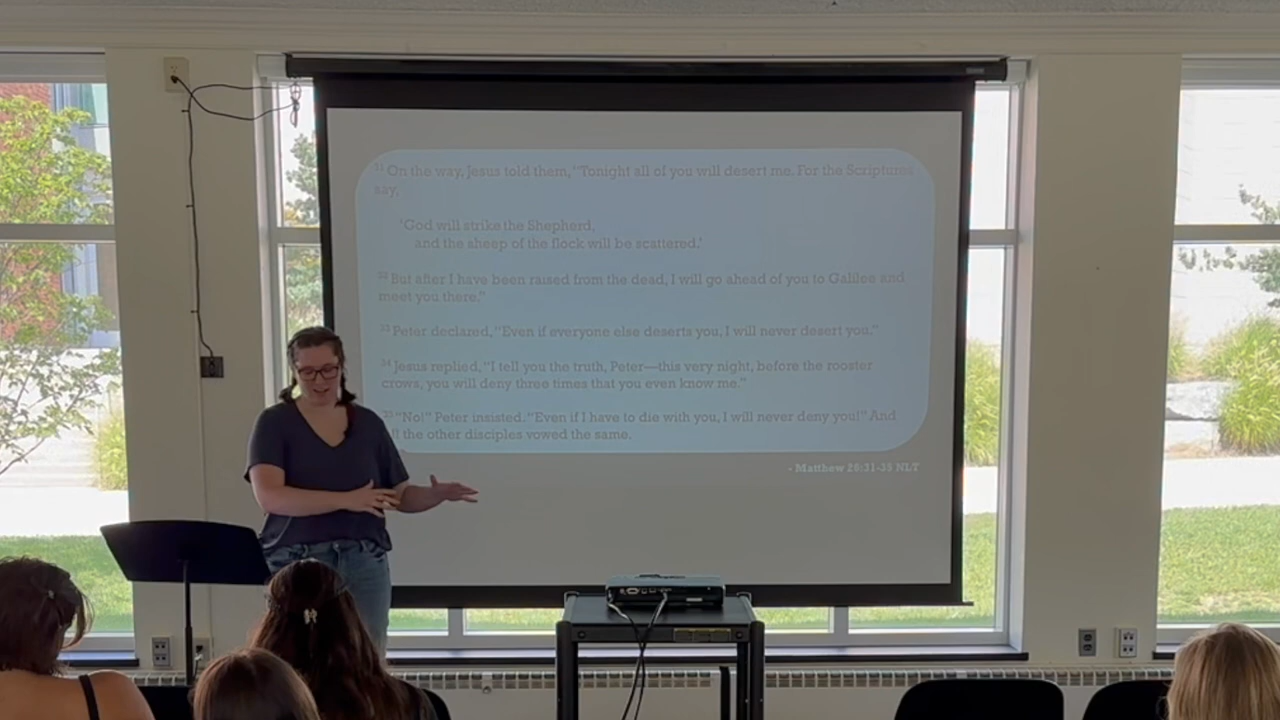 31 On the way, Jesus told them, "Tonight all of you will desert me. For the Scriptures
say,
'God will strike the Shepherd,
and the sheep of the flock will be scattered.'
32 But after I have been raised from the dead, I will go ahead of you to Galilee and
meet you there."
33 Peter declared, "Even if everyone else deserts you, I will never desert you."
34 Jesus replied, "I tell you the truth, Peter—this very night, before the rooster
crows, you will deny three times that you even know me."
35 "No!" Peter insisted. "Even if I have to die with you, I will never deny you!" And
the other disciples vowed the same.
- Matthew 26:31-35 NLT